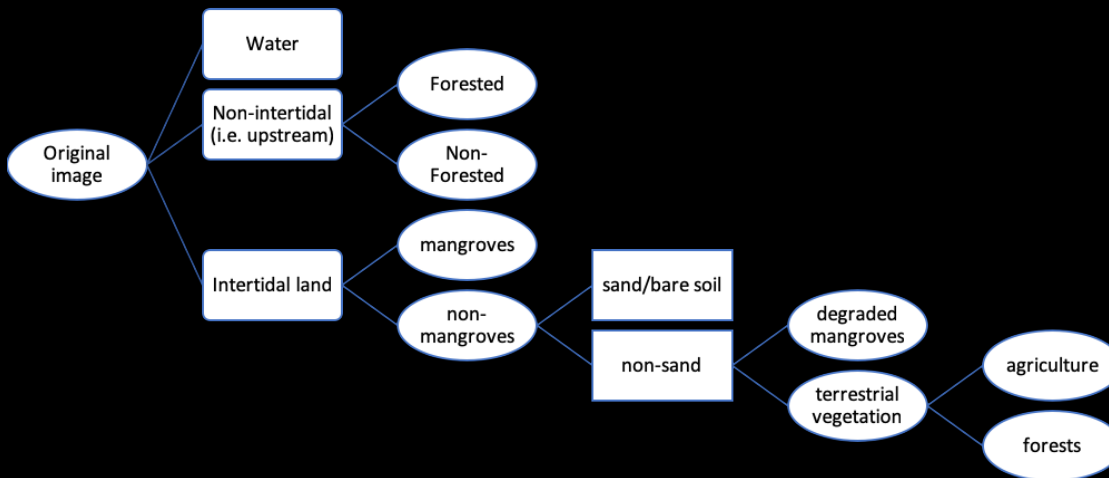 Original
image
Water
Non-intertidal
(i.e. upstream)
Forested
Non-
Forested
Intertidal land
mangroves
non-
mangroves
sand/bare soil
non-sand
degraded
mangroves
terrestrial
vegetation
agriculture
forests